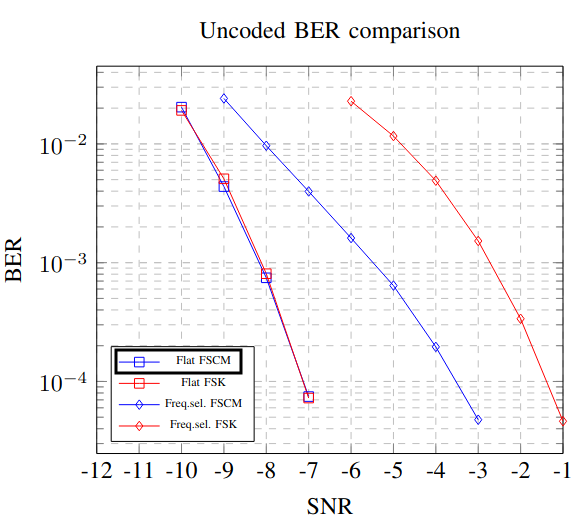 Uncoded BER comparison
10−2
10−3
10−4
BER
Flat FSCM
Flat FSK
Freq.sel. FSCM
Freq.sel. FSK
-12 -11 -10 -9 -8 -7 -6 -5 -4 -3 -2 -1
SNR